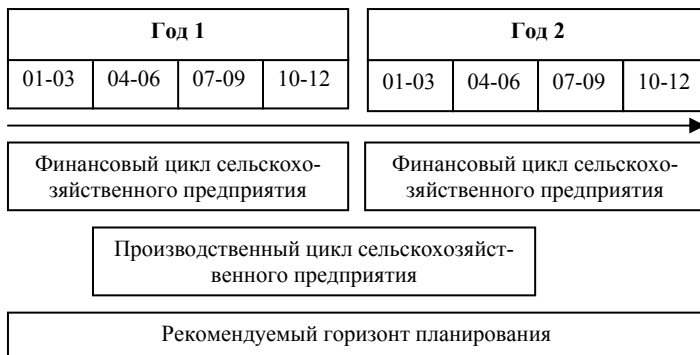 Год 1
Год 2
01-03 04-06 07-09 10-12
01-03 04-06 07-09 10-12
Финансовый цикл сельскохо-
зяйственного предприятия
Финансовый цикл сельскохо-
зяйственного предприятия
Производственный цикл сельскохозяйст-
венного предприятия
Рекомендуемый горизонт планирования